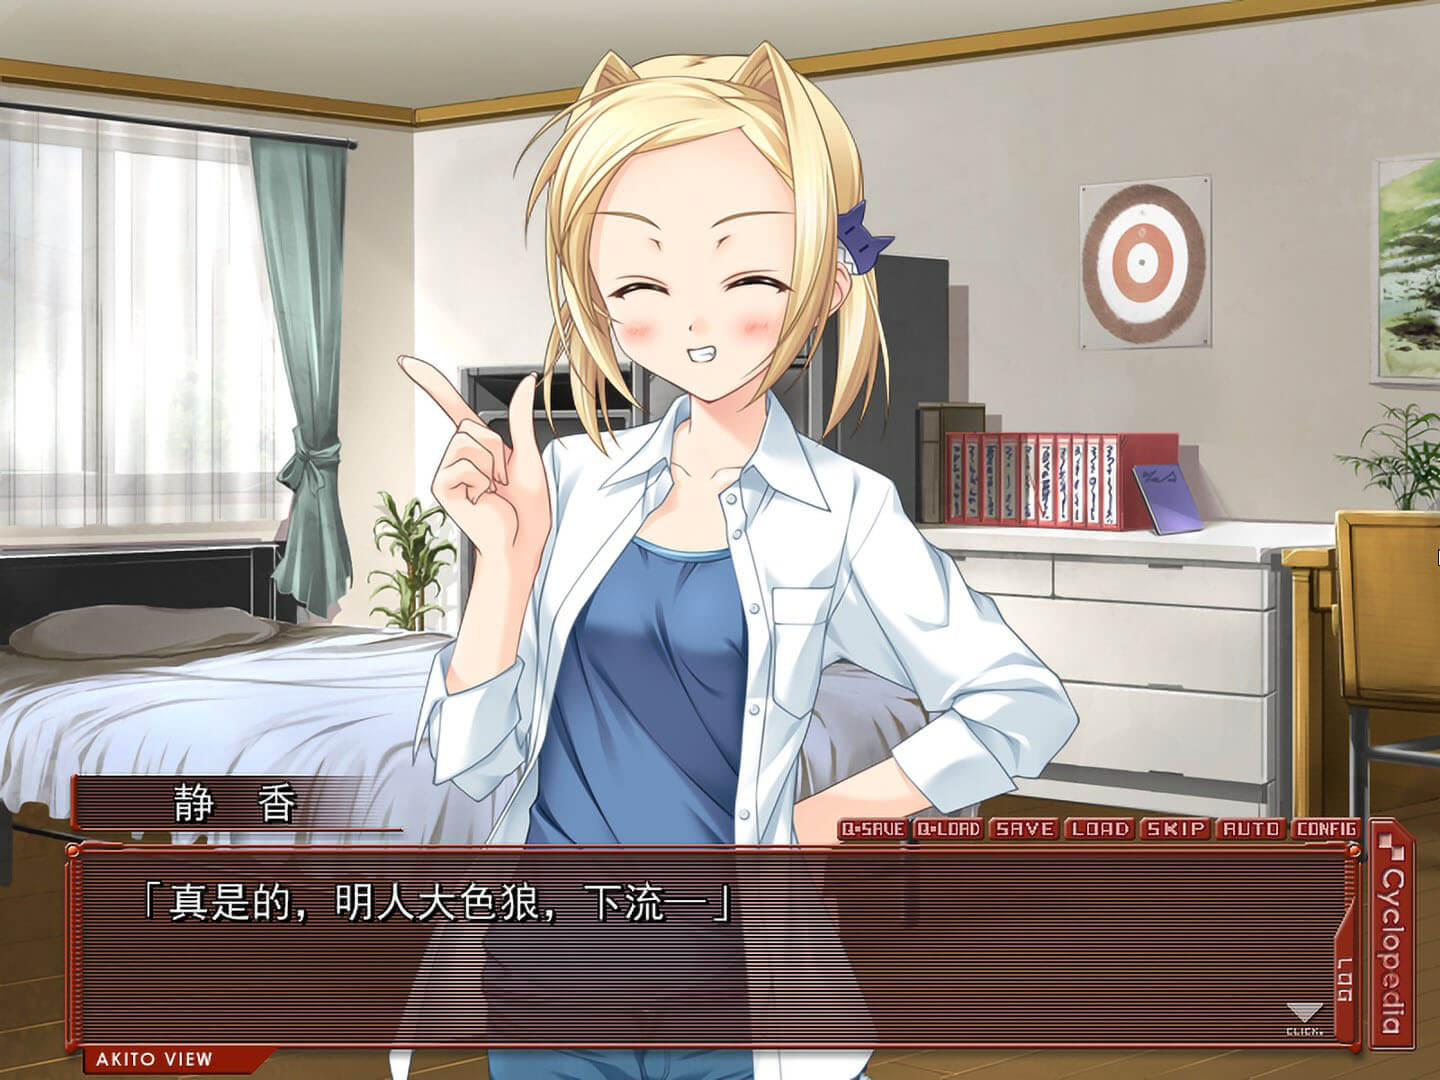 静 香
Q•SAVE Q•LOAD SAVE LOAD SKIP AUTO CONFIG
「真是的，明人大色狼，下流—」
Cyclopedia
LOG
CLICK.
AKITO VIEW